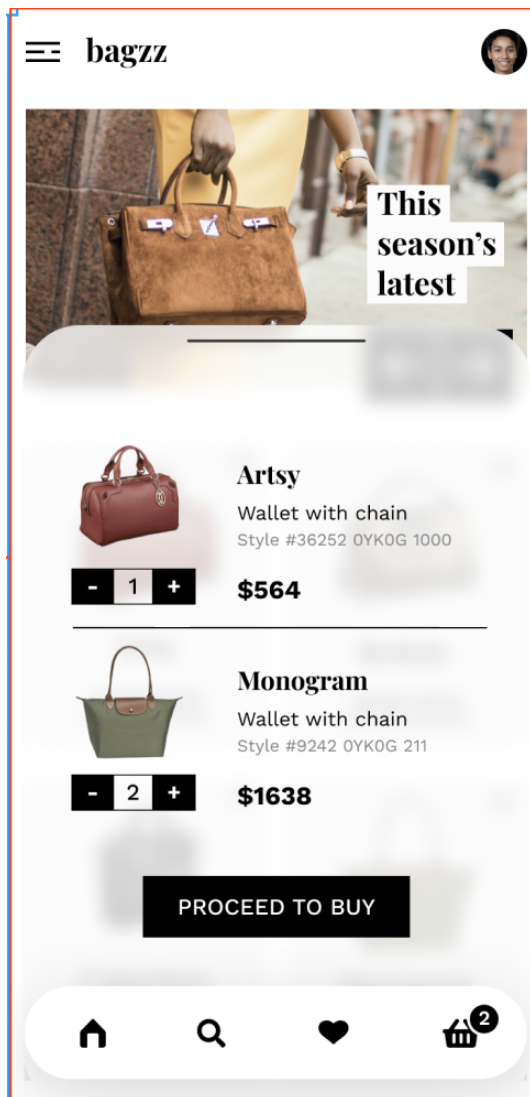 bagzz
This
season’s
latest
Artsy
Wallet with chain
Style #36252 0YK0G 1000
- 1 +
$564
Monogram
Wallet with chain
Style #9242 0YK0G 211
- 2 +
$1638
PROCEED TO BUY
2